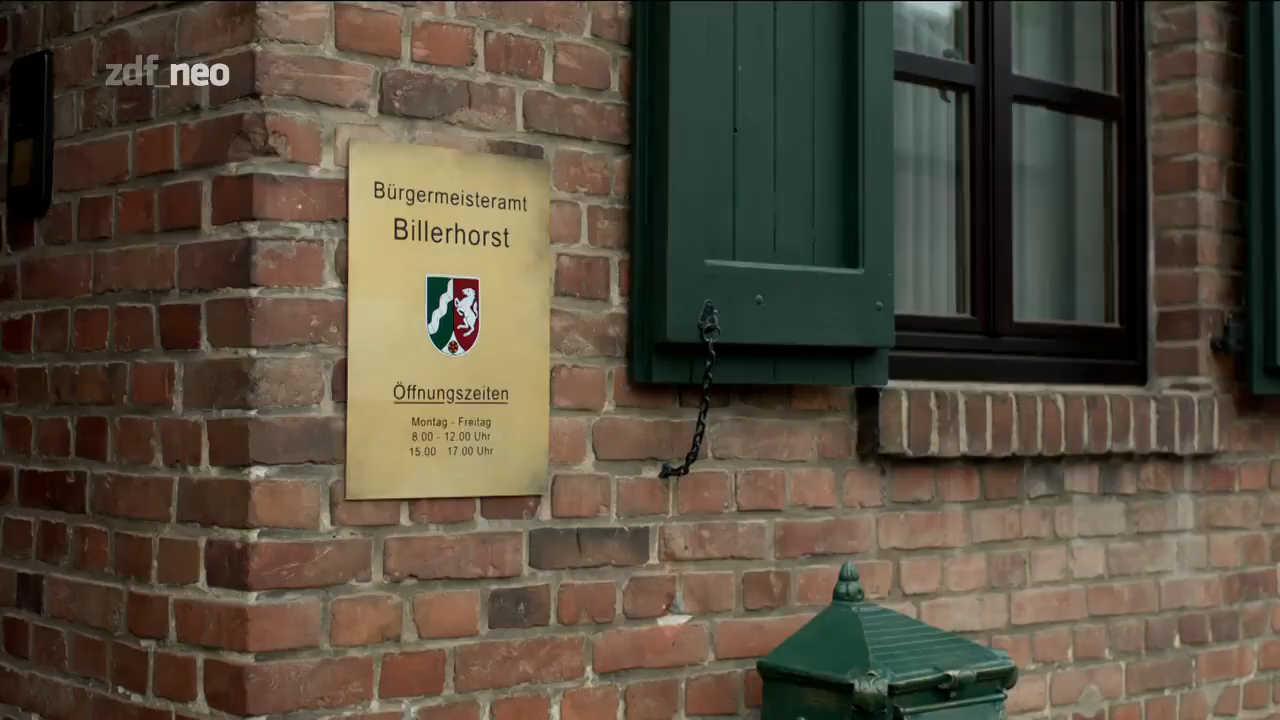 zdf_neo
Bürgermeisteramt
Billerhorst
Öffnungszeiten
Montag - Freitag
8.00 - 12.00 Uhr
15.00 17.00 Uhr